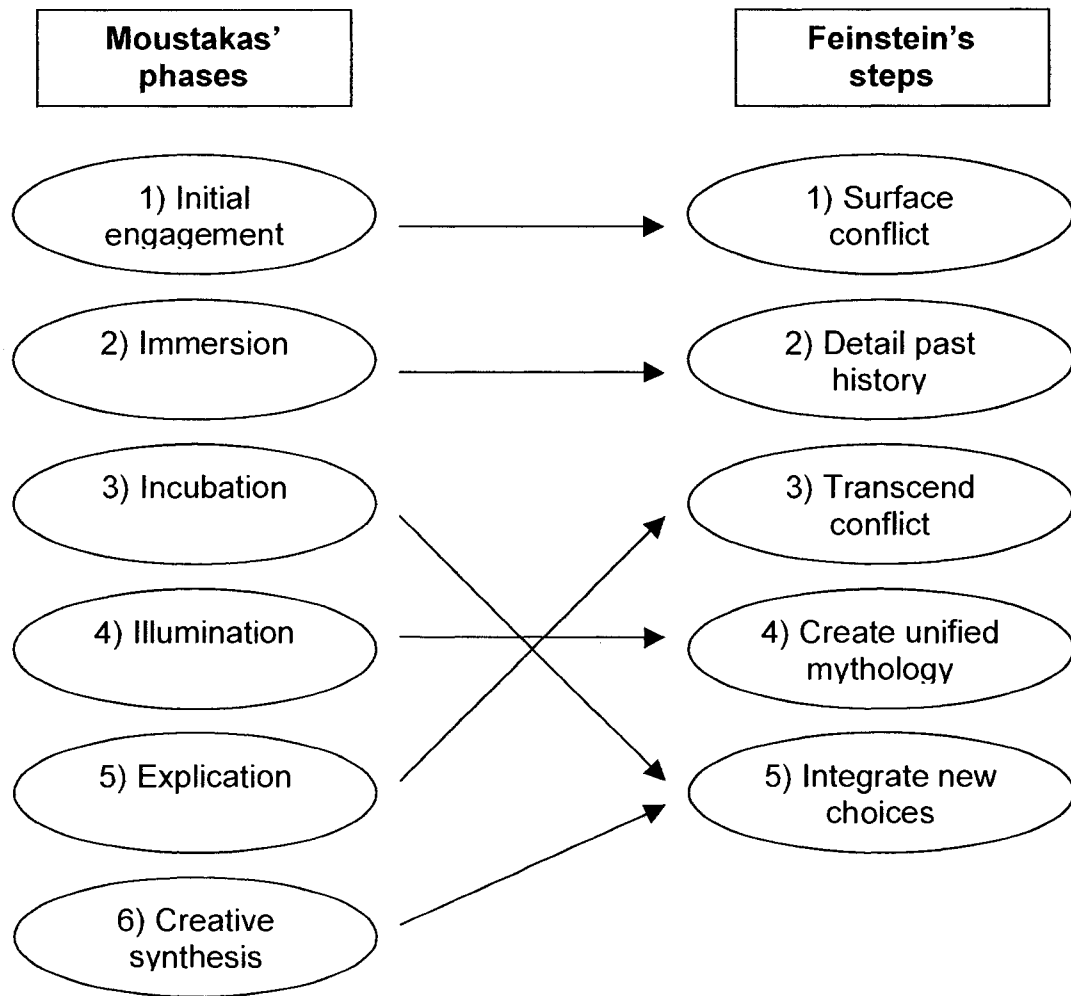 Moustakas'
phases
Feinstein's
steps
1) Initial
engagement
1) Surface
conflict
2) Immersion
2) Detail past
history
3) Incubation
3) Transcend
conflict
4) Illumination
4) Create unified
mythology
5) Explication
5) Integrate new
choices
6) Creative
synthesis